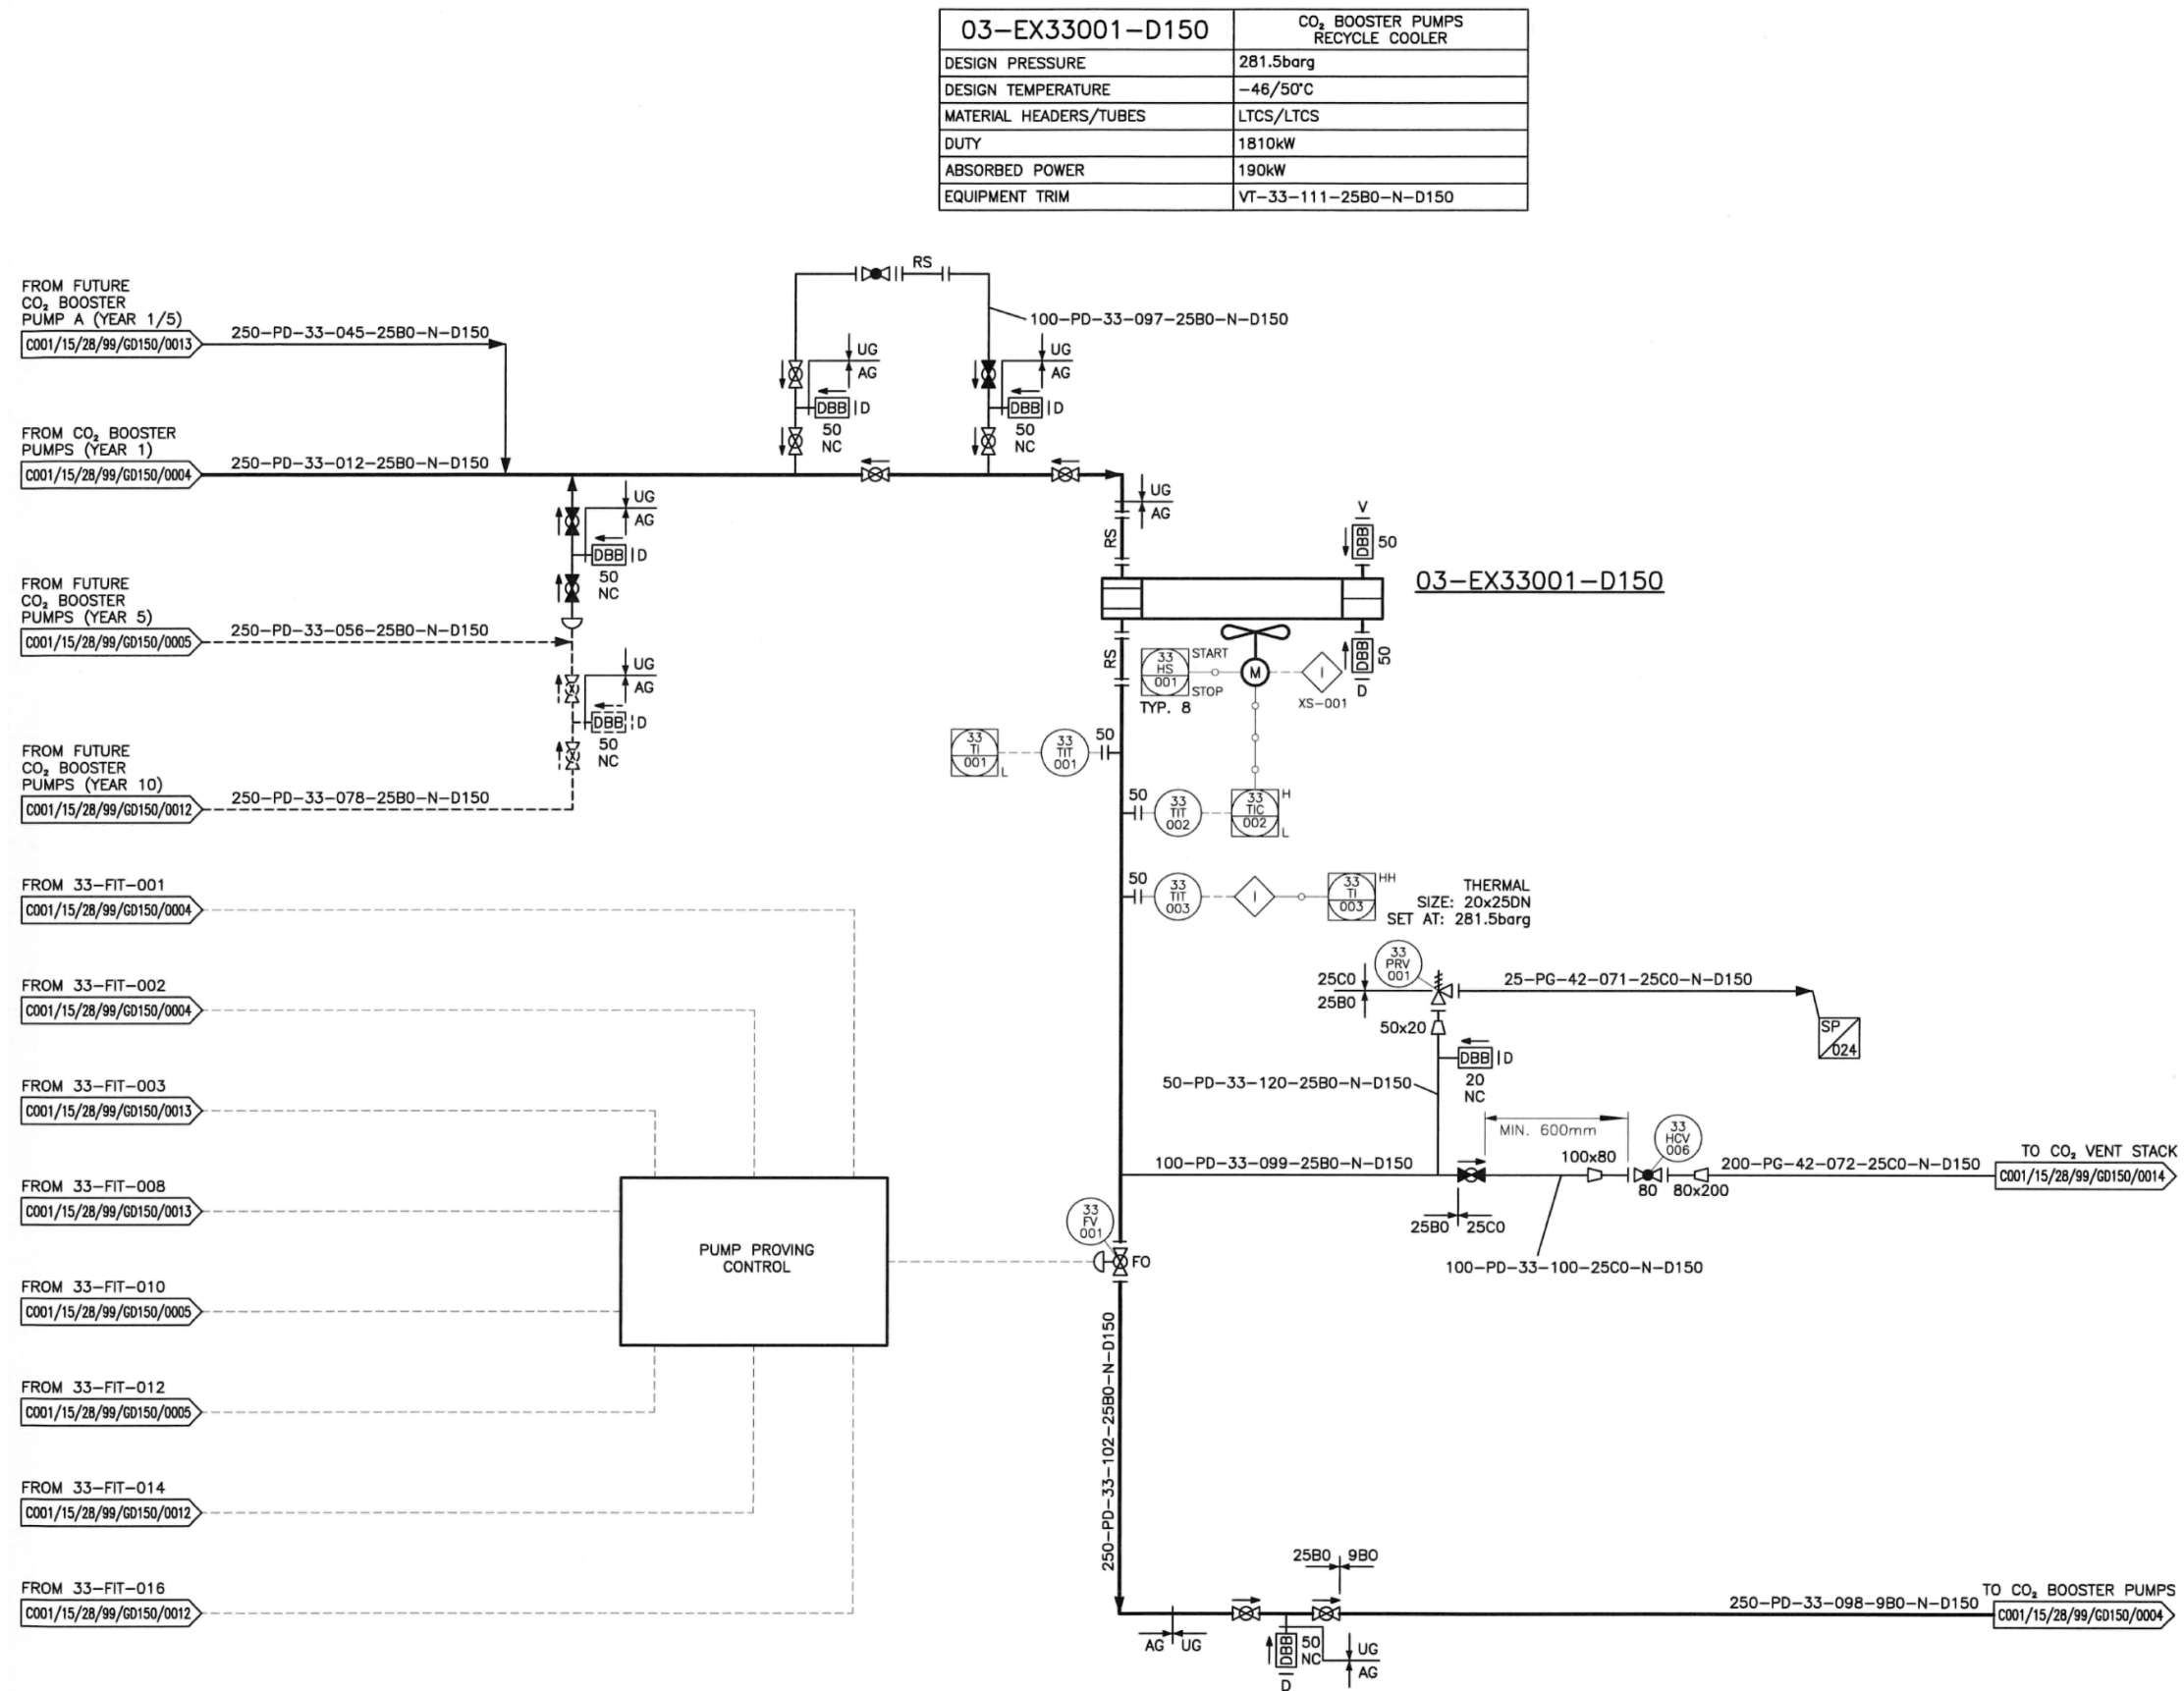 03-EX33001-D150
CO₂ BOOSTER PUMPS
RECYCLE COOLER
DESIGN PRESSURE
281.5barg
DESIGN TEMPERATURE
-46/50°C
MATERIAL HEADERS/TUBES
LTCS/LTCS
DUTY
1810kW
ABSORBED POWER
190kW
EQUIPMENT TRIM
VT-33-111-25B0-N-D150
FROM FUTURE
CO₂ BOOSTER
PUMP A (YEAR 1/5)
C001/15/28/99/GD150/0013
250-PD-33-045-25B0-N-D150
RS
100-PD-33-097-25B0-N-D150
UG
AG
DBB
D
50
NC
UG
AG
DBB
D
50
NC
FROM CO₂ BOOSTER
PUMPS (YEAR 1)
C001/15/28/99/GD150/0004
250-PD-33-012-25B0-N-D150
UG
AG
DBB
D
50
NC
UG
AG
RS
V
DBB
50
03-EX33001-D150
FROM FUTURE
CO₂ BOOSTER
PUMPS (YEAR 5)
C001/15/28/99/GD150/0005
250-PD-33-056-25B0-N-D150
UG
AG
DBB
D
50
NC
RS
33
HS
001
START
STOP
TYP. 8
M
I
XS-001
DBB
50
D
FROM FUTURE
CO₂ BOOSTER
PUMPS (YEAR 10)
C001/15/28/99/GD150/0012
250-PD-33-078-25B0-N-D150
33
TI
001
L
33
TIT
001
50
50
33
TIT
002
33
TIC
002
H
L
50
33
TIT
003
I
33
TI
003
HH
THERMAL
SIZE: 20x25DN
SET AT: 281.5barg
FROM 33-FIT-001
C001/15/28/99/GD150/0004
FROM 33-FIT-002
C001/15/28/99/GD150/0004
25C0
25B0
33
PRV
001
25-PG-42-071-25C0-N-D150
SP
024
50x20
DBB
D
20
NC
50-PD-33-120-25B0-N-D150
FROM 33-FIT-003
C001/15/28/99/GD150/0013
MIN. 600mm
33
HCV
006
100-PD-33-099-25B0-N-D150
100x80
80
80x200
200-PG-42-072-25C0-N-D150
TO CO₂ VENT STACK
C001/15/28/99/GD150/0014
25B0
25C0
100-PD-33-100-25C0-N-D150
FROM 33-FIT-008
C001/15/28/99/GD150/0013
PUMP PROVING
CONTROL
33
FV
001
FO
FROM 33-FIT-010
C001/15/28/99/GD150/0005
FROM 33-FIT-012
C001/15/28/99/GD150/0005
250-PD-33-102-25B0-N-D150
FROM 33-FIT-014
C001/15/28/99/GD150/0012
FROM 33-FIT-016
C001/15/28/99/GD150/0012
25B0
9B0
AG
UG
DBB
50
NC
D
UG
AG
250-PD-33-098-9B0-N-D150
TO CO₂ BOOSTER PUMPS
C001/15/28/99/GD150/0004